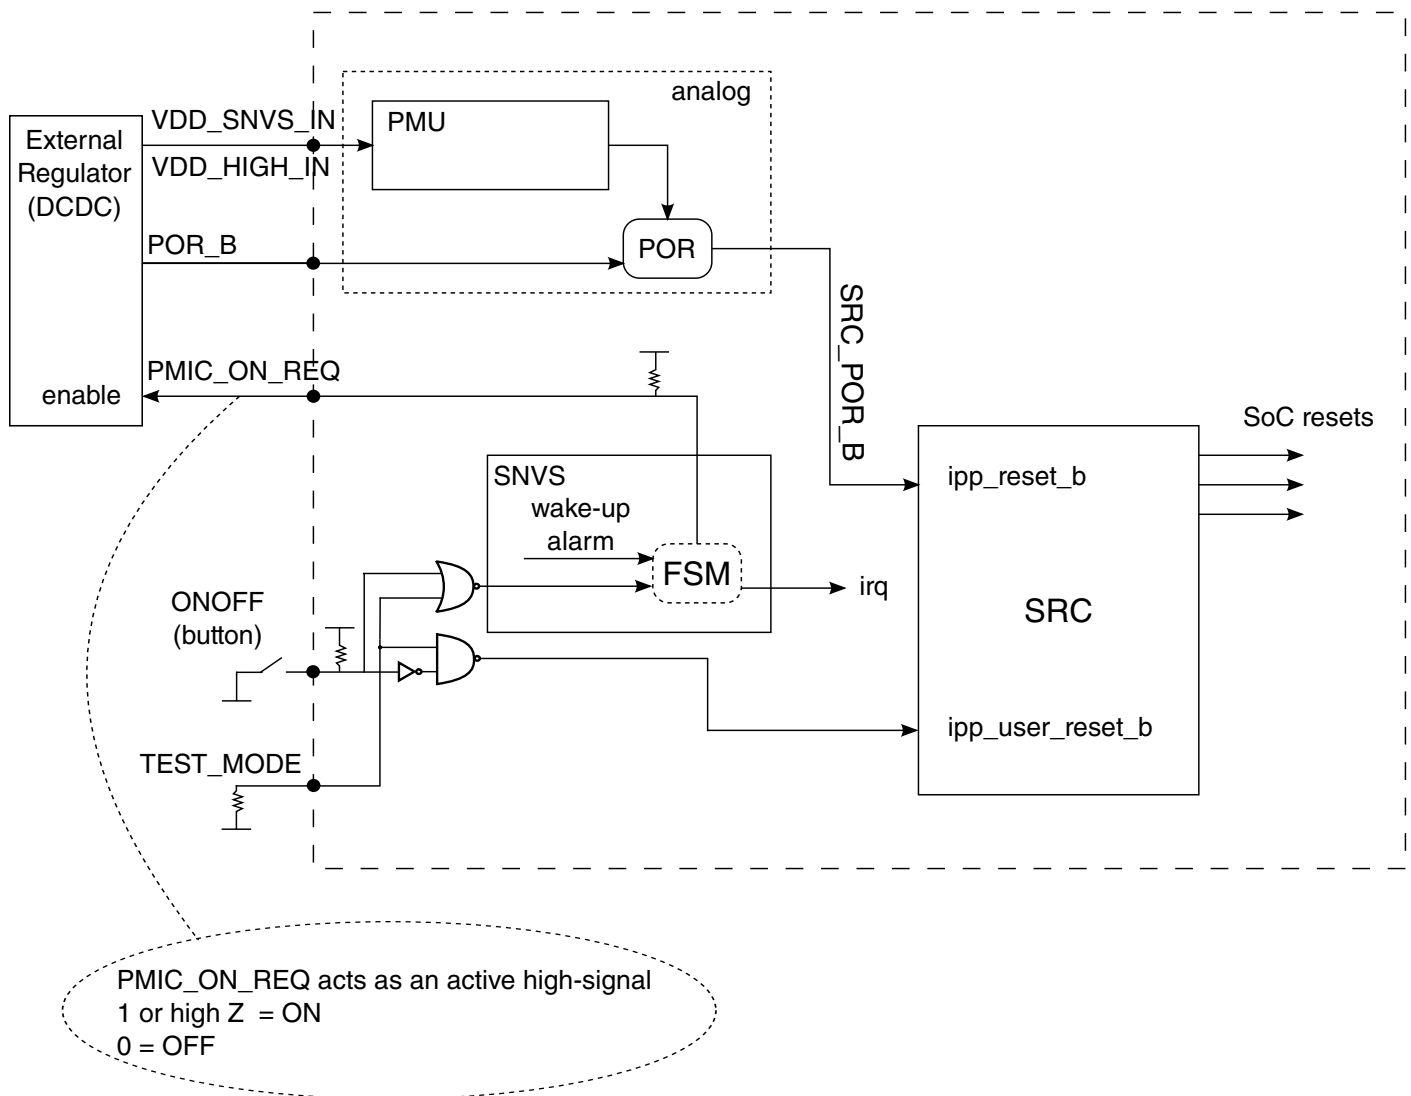 analog
VDD_SNVS_IN
PMU
External
Regulator
(DCDC)
VDD_HIGH_IN
POR_B
POR
SRC_POR_B
PMIC_ON_REQ
enable
SoC resets
SNVS
ipp_reset_b
wake-up
alarm
FSM
irq
ONOFF
(button)
SRC
ipp_user_reset_b
TEST_MODE
PMIC_ON_REQ acts as an active high-signal
1 or high Z = ON
0 = OFF